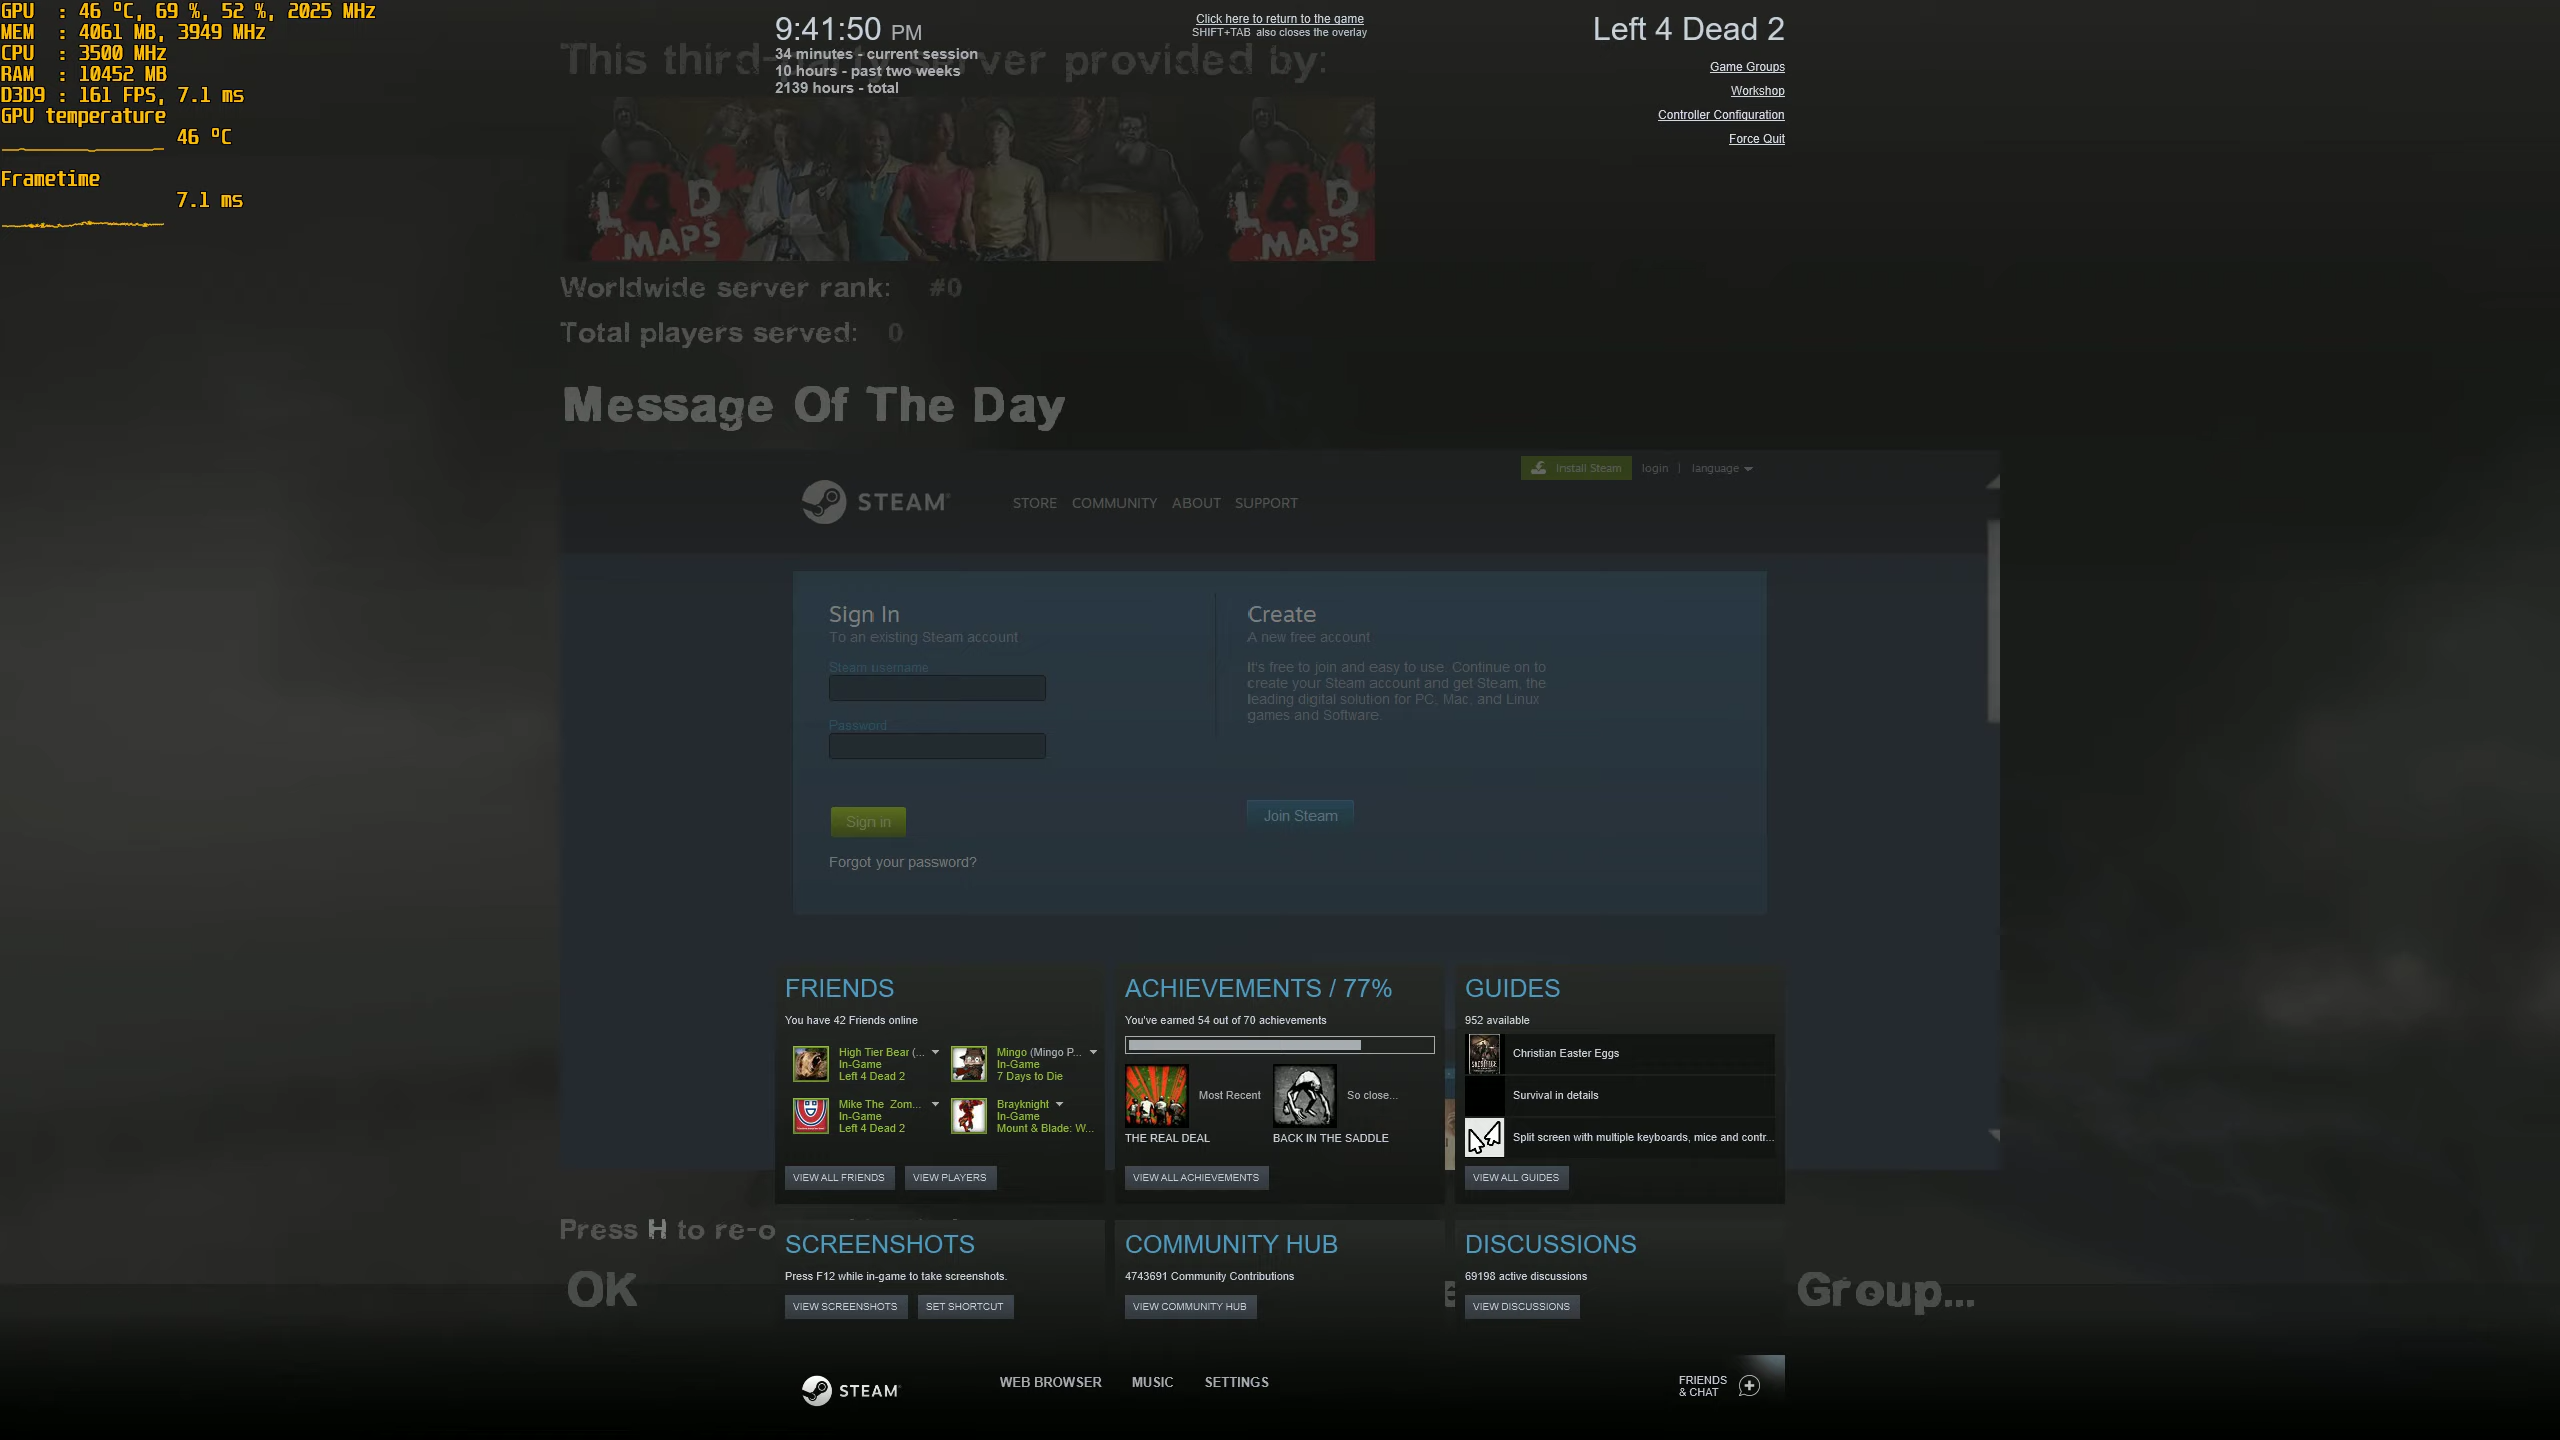 GPU : 46 °C, 69 %, 52 %, 2025 MHz
MEM : 4061 MB, 3949 MHz
CPU : 3500 MHz
RAM : 10452 MB
D3D9 : 161 FPS, 7.1 ms
GPU temperature
46 °C
Frametime
7.1 ms
9:41:50 PM
34 minutes - current session
10 hours - past two weeks
2139 hours - total
Click here to return to the game
SHIFT+TAB also closes the overlay
Left 4 Dead 2
Game Groups
Workshop
Controller Configuration
Force Quit
This third-party server provided by:
L4D2 MAPS
L4D2 MAPS
Worldwide server rank: #0
Total players served: 0
Message Of The Day
Install Steam login | language
STEAM®
STORE COMMUNITY ABOUT SUPPORT
Sign In
To an existing Steam account
Steam username
Password
Sign in
Forgot your password?
Create
A new free account
It's free to join and easy to use. Continue on to
create your Steam account and get Steam, the
leading digital solution for PC, Mac, and Linux
games and Software.
Join Steam
FRIENDS
You have 42 Friends online
High Tier Bear (...
In-Game
Left 4 Dead 2
Mingo (Mingo P...
In-Game
7 Days to Die
Mike The Zom...
In-Game
Left 4 Dead 2
Brayknight
In-Game
Mount & Blade: W...
VIEW ALL FRIENDS VIEW PLAYERS
ACHIEVEMENTS / 77%
You've earned 54 out of 70 achievements
Most Recent
THE REAL DEAL
So close...
BACK IN THE SADDLE
VIEW ALL ACHIEVEMENTS
GUIDES
952 available
Christian Easter Eggs
Survival in details
Split screen with multiple keyboards, mice and contr...
VIEW ALL GUIDES
Press H to re-o
OK
Group...
SCREENSHOTS
Press F12 while in-game to take screenshots.
VIEW SCREENSHOTS SET SHORTCUT
COMMUNITY HUB
4743691 Community Contributions
VIEW COMMUNITY HUB
DISCUSSIONS
69198 active discussions
VIEW DISCUSSIONS
STEAM
WEB BROWSER MUSIC SETTINGS
FRIENDS
& CHAT